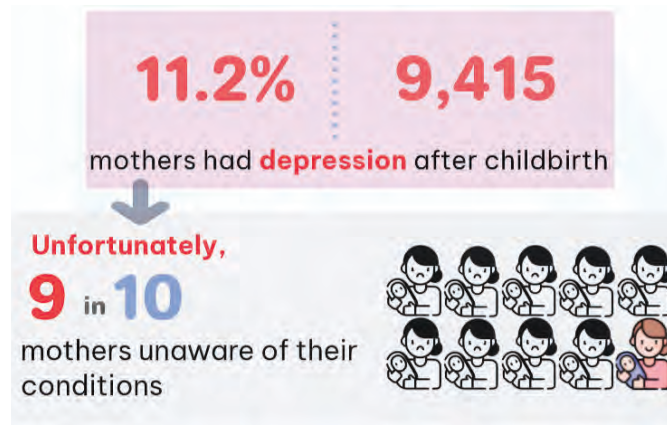 11.2% 9,415
mothers had depression after childbirth
Unfortunately,
9 in 10
mothers unaware of their
conditions